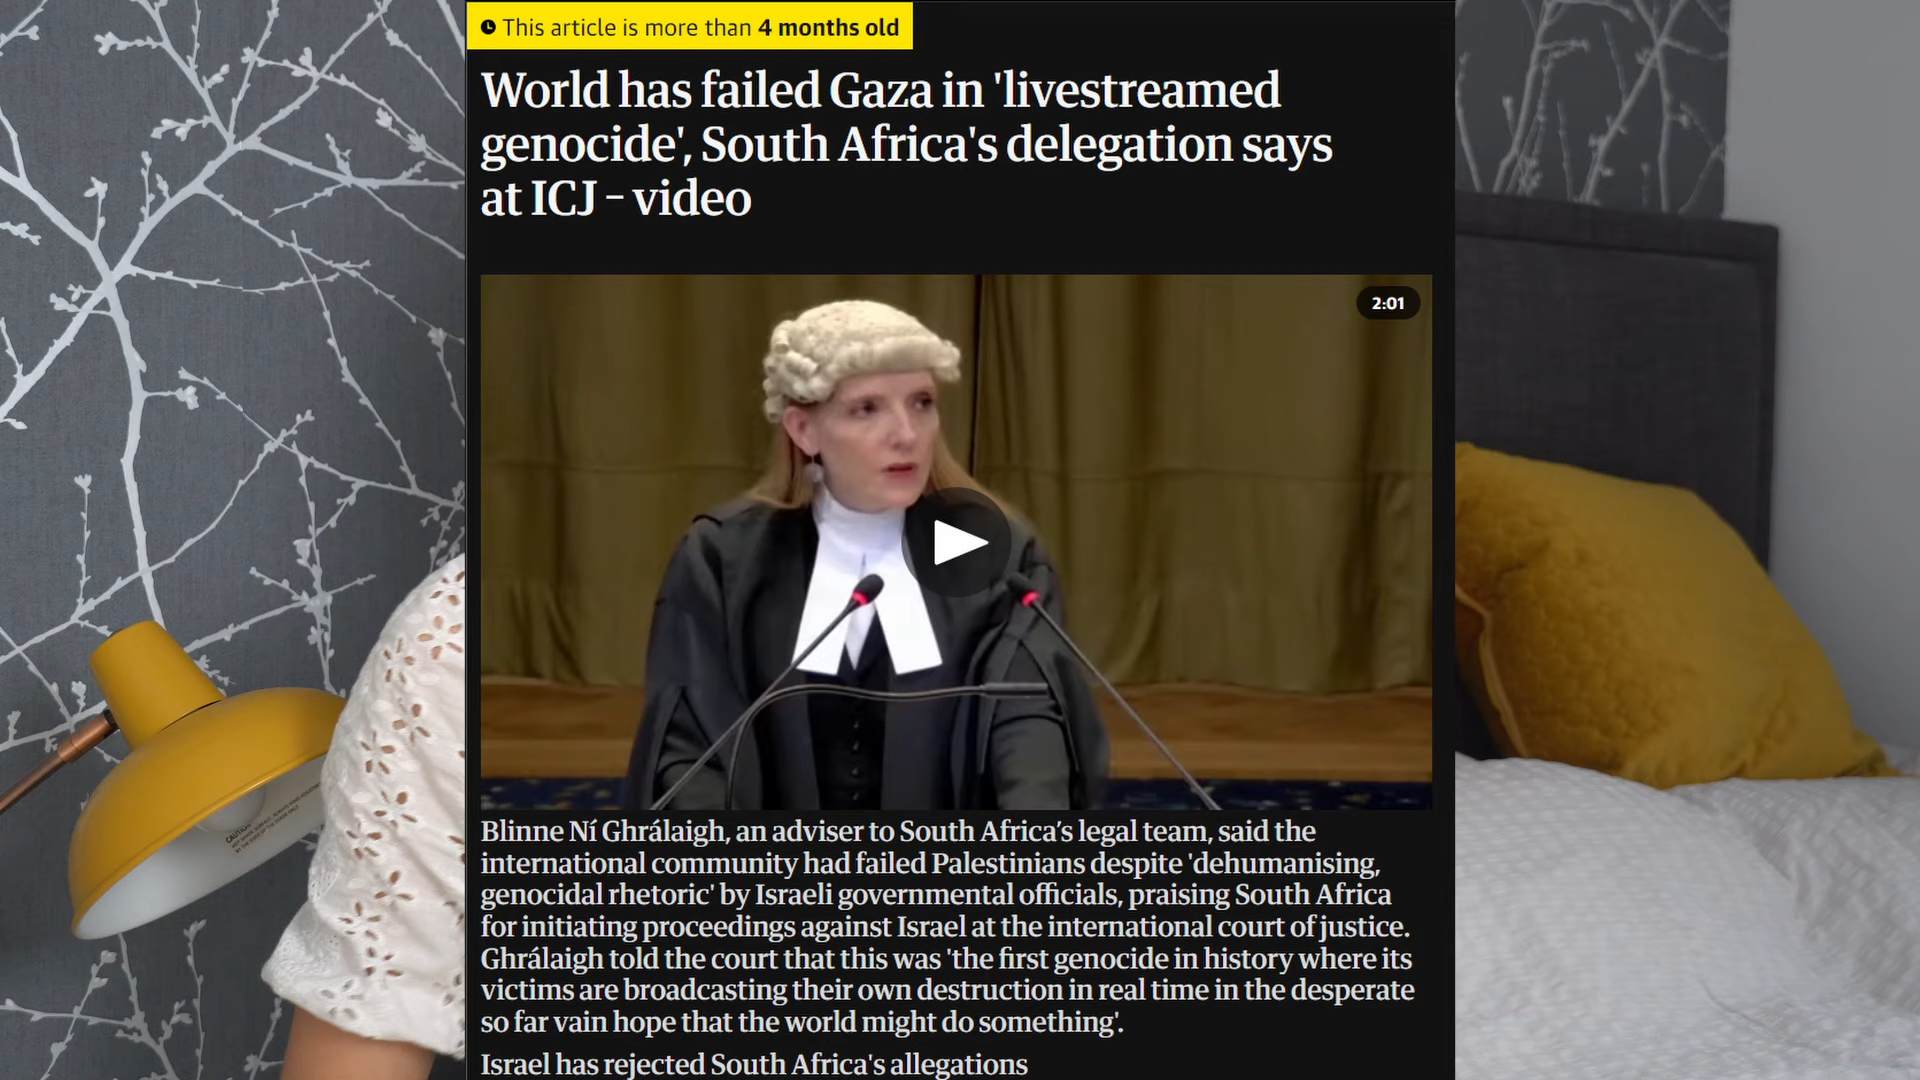 This article is more than 4 months old
World has failed Gaza in 'livestreamed
genocide', South Africa's delegation says
at ICJ – video
2:01
Blinne Ní Ghrálaigh, an adviser to South Africa's legal team, said the
international community had failed Palestinians despite 'dehumanising,
genocidal rhetoric' by Israeli governmental officials, praising South Africa
for initiating proceedings against Israel at the international court of justice.
Ghrálaigh told the court that this was 'the first genocide in history where its
victims are broadcasting their own destruction in real time in the desperate
so far vain hope that the world might do something'.
Israel has rejected South Africa's allegations
CAUTION